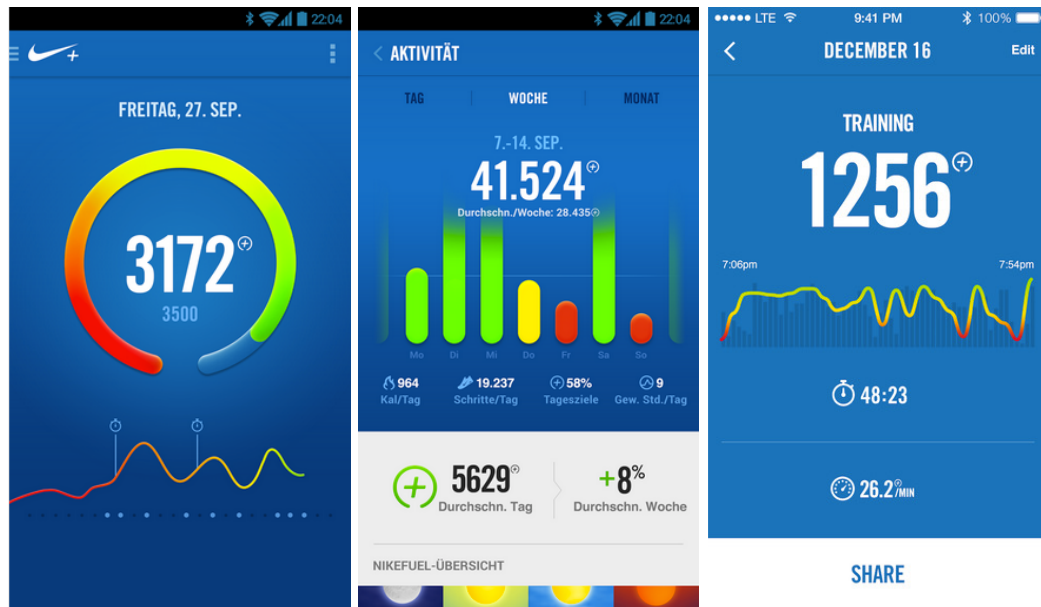 22:04
+
FREITAG, 27. SEP.
3172
3500
22:04
< AKTIVITÄT
TAG
WOCHE
MONAT
7.-14. SEP.
41.524
Durchschn./Woche: 28.435
Mo Di Mi Do Fr Sa So
964
Kal/Tag
19.237
Schritte/Tag
58%
Tagesziele
9
Gew. Std./Tag
5629
Durchschn. Tag
+8%
Durchschn. Woche
NIKEFUEL-ÜBERSICHT
LTE
9:41 PM
100%
DECEMBER 16
Edit
TRAINING
1256
7:06pm
7:54pm
48:23
26.2/MIN
SHARE